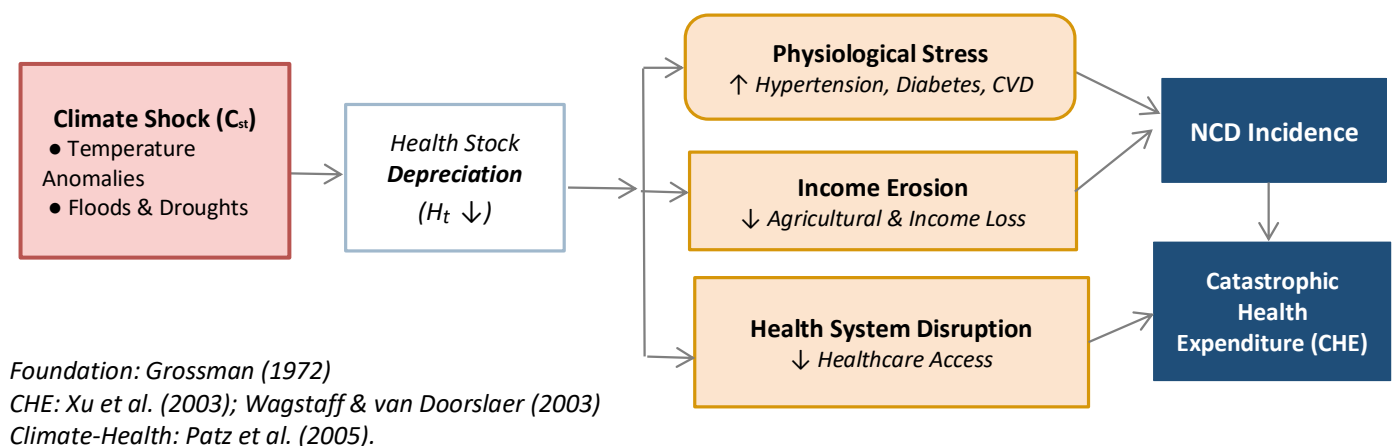 Climate Shock (Cst)
● Temperature
Anomalies
● Floods & Droughts
Health Stock
Depreciation
(Ht ↓)
Physiological Stress
↑ Hypertension, Diabetes, CVD
Income Erosion
↓ Agricultural & Income Loss
Health System Disruption
↓ Healthcare Access
NCD Incidence
Catastrophic
Health
Expenditure (CHE)
Foundation: Grossman (1972)
CHE: Xu et al. (2003); Wagstaff & van Doorslaer (2003)
Climate-Health: Patz et al. (2005).